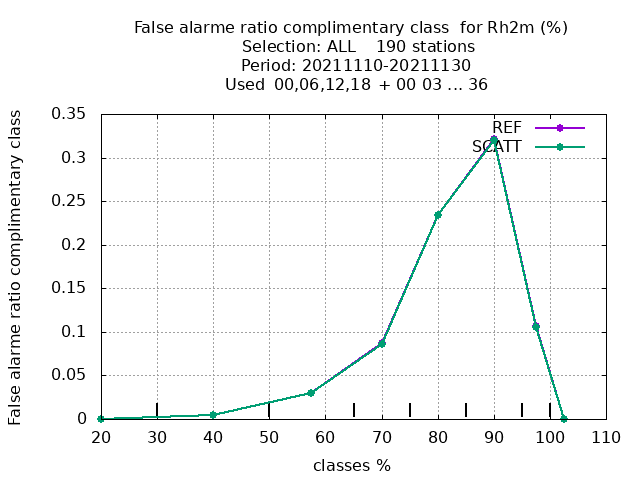 False alarme ratio complimentary class  for Rh2m (%)
Selection: ALL    190 stations
Period: 20211110-20211130
Used  00,06,12,18  + 00 03 ... 36
False alarme ratio complimentary class
0.35
0.3
0.25
0.2
0.15
0.1
0.05
0
REF
SCATT
20 30 40 50 60 70 80 90 100 110
classes %